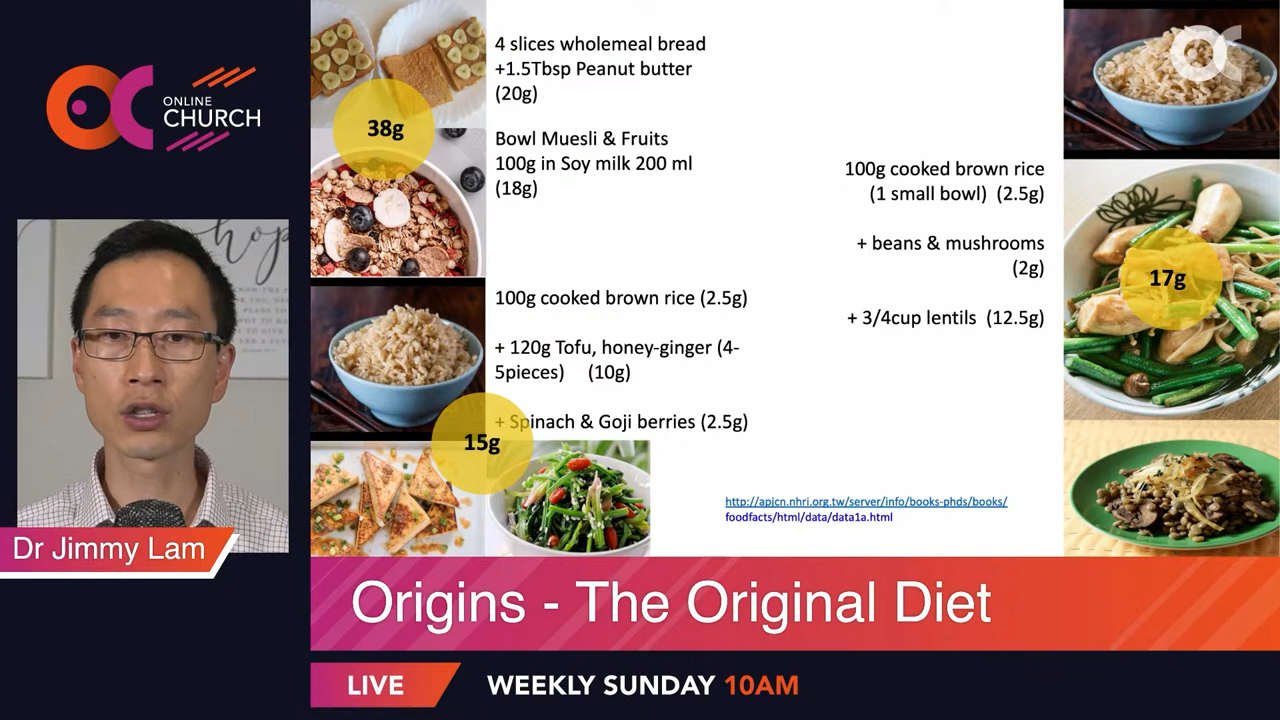 ONLINE
CHURCH
hope
Dr Jimmy Lam
4 slices wholemeal bread
+1.5Tbsp Peanut butter
(20g)
38g
Bowl Muesli & Fruits
100g in Soy milk 200 ml
(18g)
100g cooked brown rice (2.5g)
+ 120g Tofu, honey-ginger (4-
5pieces) (10g)
+ Spinach & Goji berries (2.5g)
15g
100g cooked brown rice
(1 small bowl) (2.5g)
+ beans & mushrooms
(2g)
+ 3/4cup lentils (12.5g)
17g
http://apjcn.nhri.org.tw/server/info/books-phds/books/
foodfacts/html/data/data1a.html
Origins - The Original Diet
LIVE
WEEKLY SUNDAY 10AM